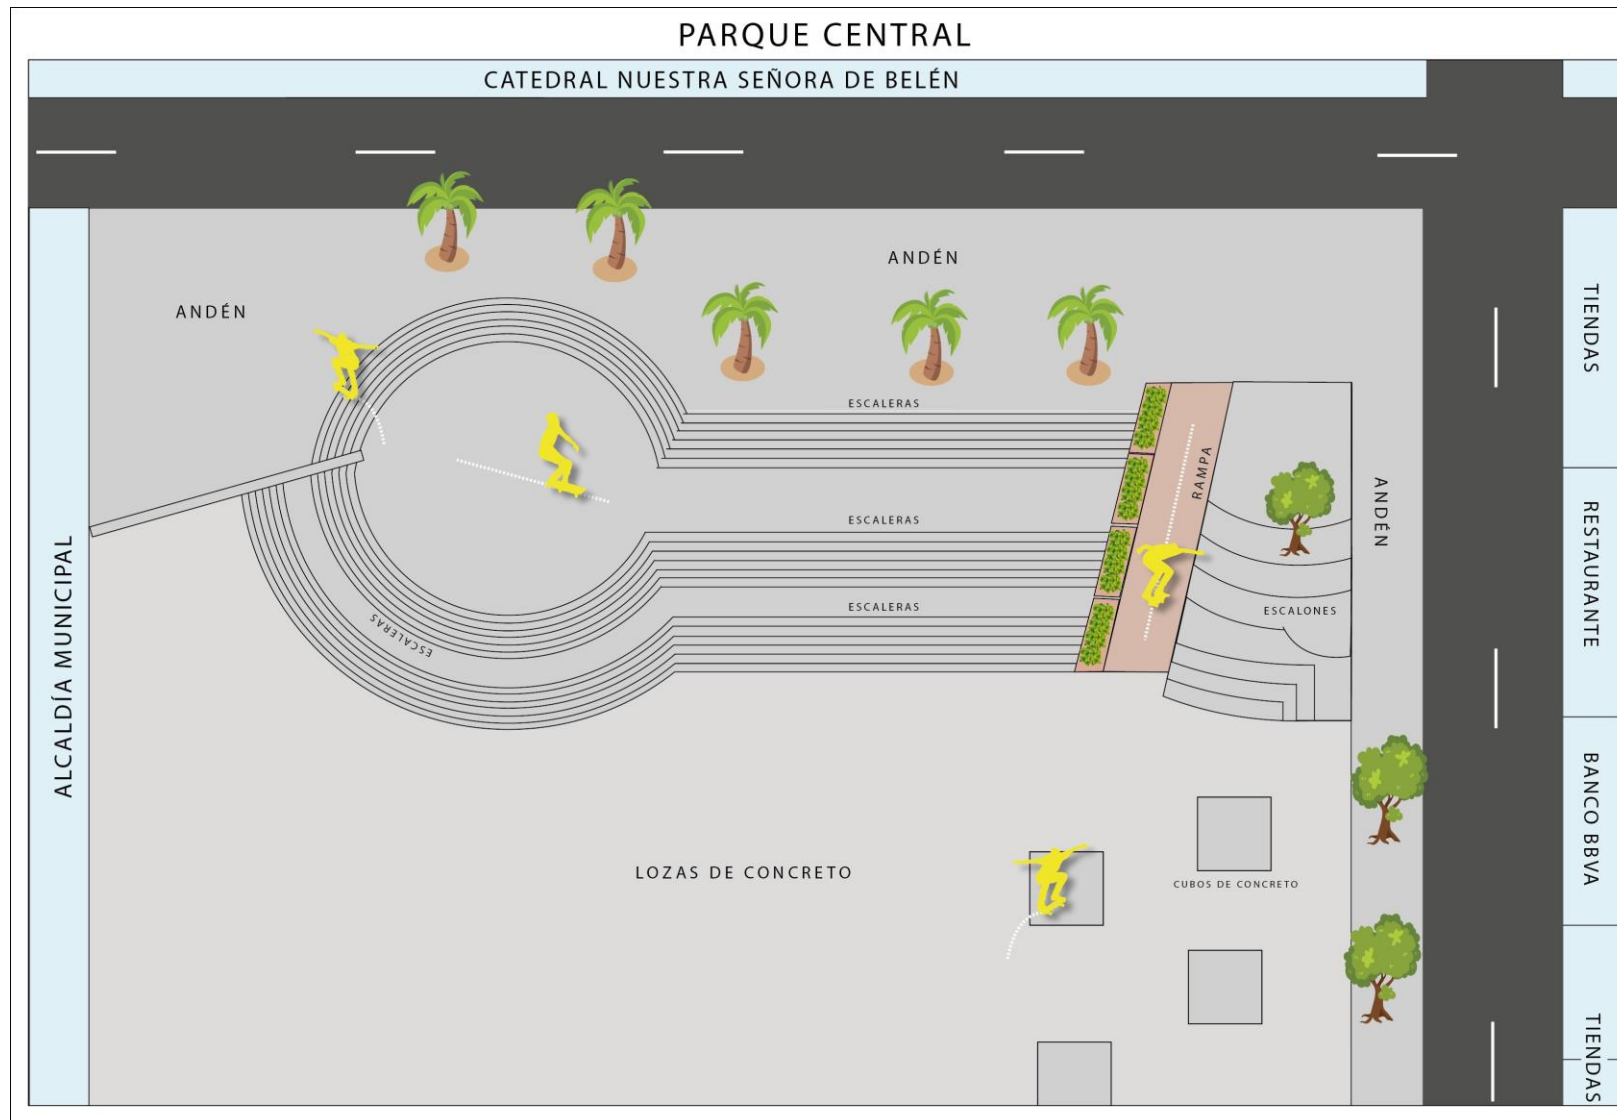 PARQUE CENTRAL
CATEDRAL NUESTRA SEÑORA DE BELÉN
ANDÉN
ANDÉN
TIENDAS
ESCALERAS
RAMPA
ANDÉN
ESCALERAS
RESTAURANTE
ALCALDÍA MUNICIPAL
ESCALERAS
ESCALONES
ESCALERAS
BANCO BBVA
LOZAS DE CONCRETO
CUBOS DE CONCRETO
TIENDAS